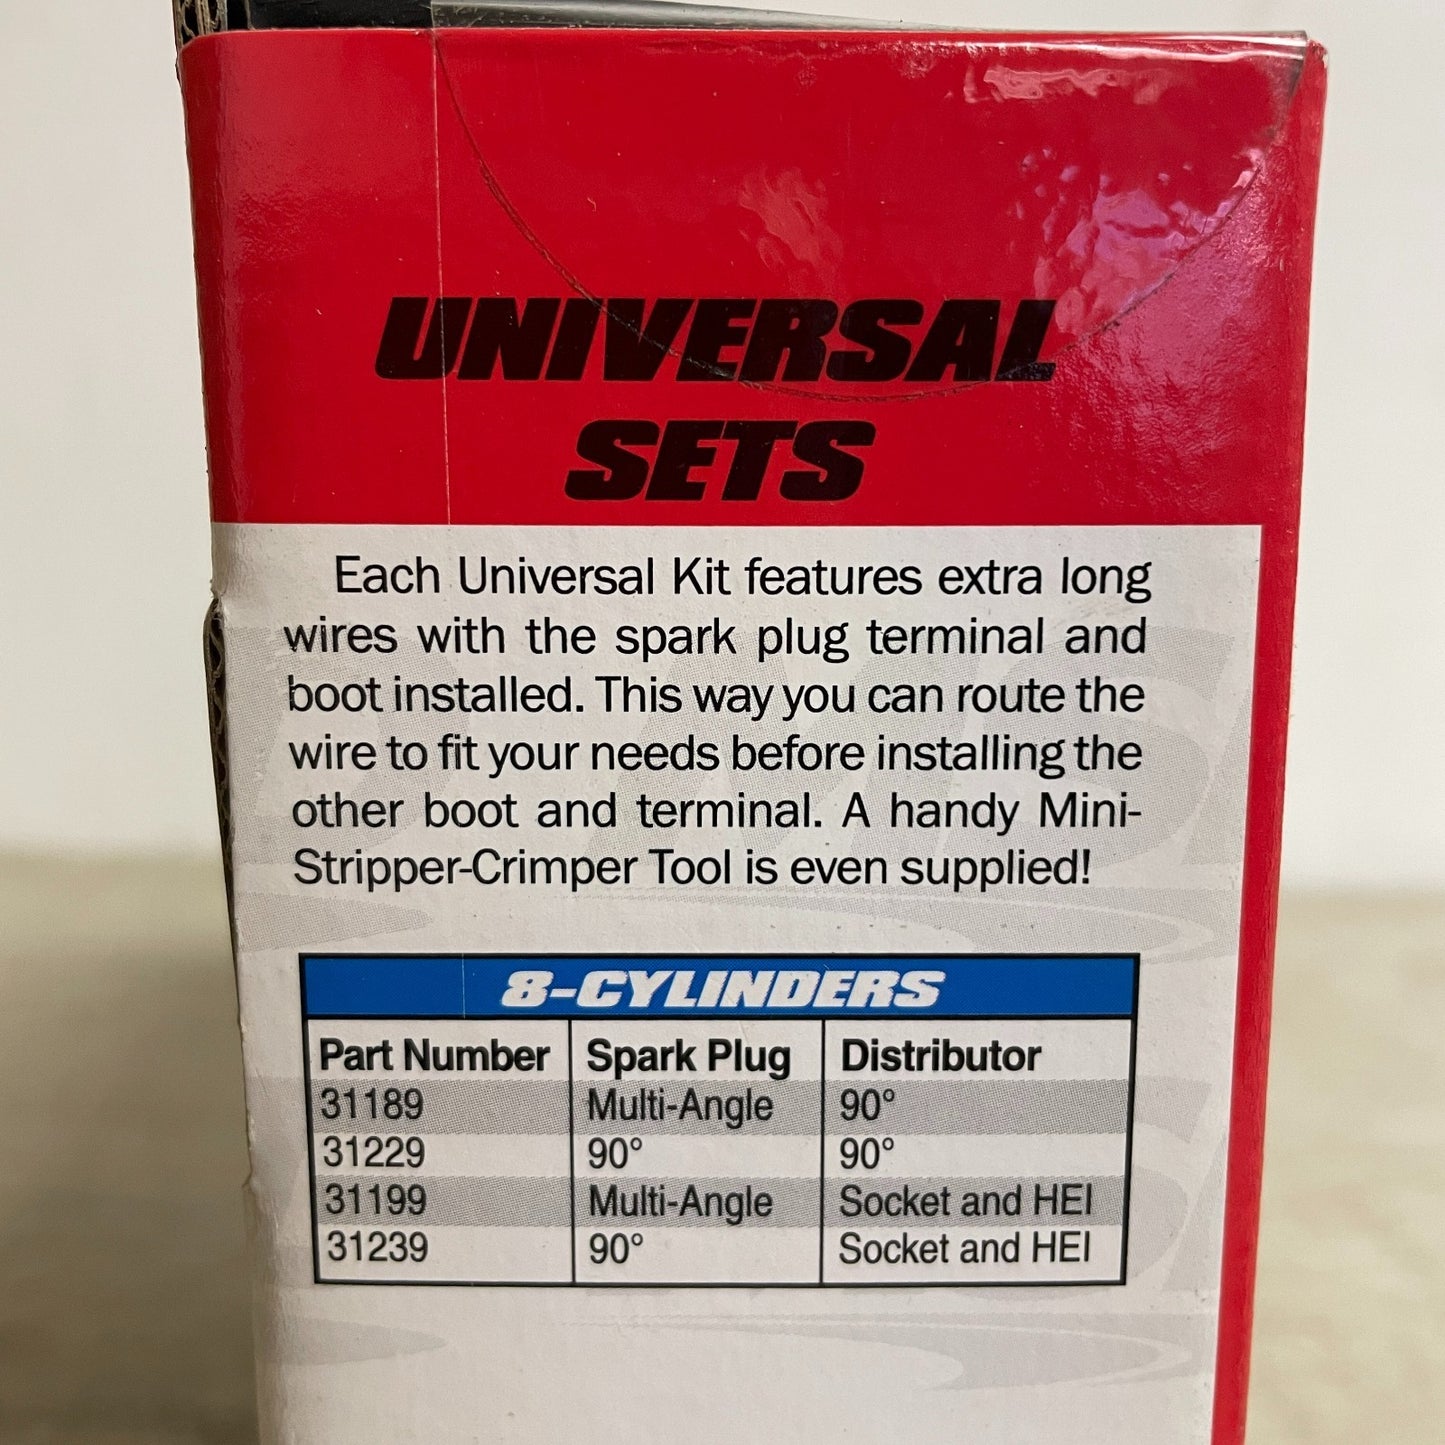 UNIVERSAL
SETS
Each Universal Kit features extra long
wires with the spark plug terminal and
boot installed. This way you can route the
wire to fit your needs before installing the
other boot and terminal. A handy Mini-
Stripper-Crimper Tool is even supplied!
8-CYLINDERS
Part Number Spark Plug Distributor
31189 Multi-Angle 90°
31229 90° 90°
31199 Multi-Angle Socket and HEI
31239 90° Socket and HEI